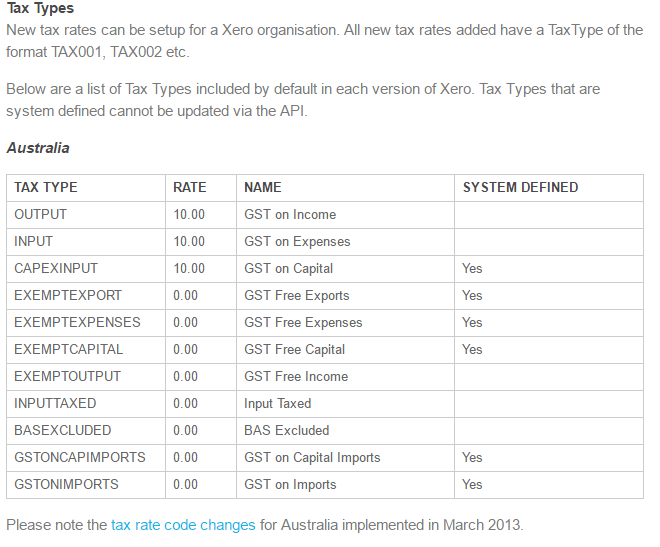 Tax Types
New tax rates can be setup for a Xero organisation. All new tax rates added have a TaxType of the
format TAX001, TAX002 etc.
Below are a list of Tax Types included by default in each version of Xero. Tax Types that are
system defined cannot be updated via the API.
Australia
TAX TYPE RATE NAME SYSTEM DEFINED
OUTPUT 10.00 GST on Income
INPUT 10.00 GST on Expenses
CAPEXINPUT 10.00 GST on Capital Yes
EXEMPTEXPORT 0.00 GST Free Exports Yes
EXEMPTEXPENSES 0.00 GST Free Expenses Yes
EXEMPTCAPITAL 0.00 GST Free Capital Yes
EXEMPTOUTPUT 0.00 GST Free Income
INPUTTAXED 0.00 Input Taxed
BASEXCLUDED 0.00 BAS Excluded
GSTONCAPIMPORTS 0.00 GST on Capital Imports Yes
GSTONIMPORTS 0.00 GST on Imports Yes
Please note the tax rate code changes for Australia implemented in March 2013.